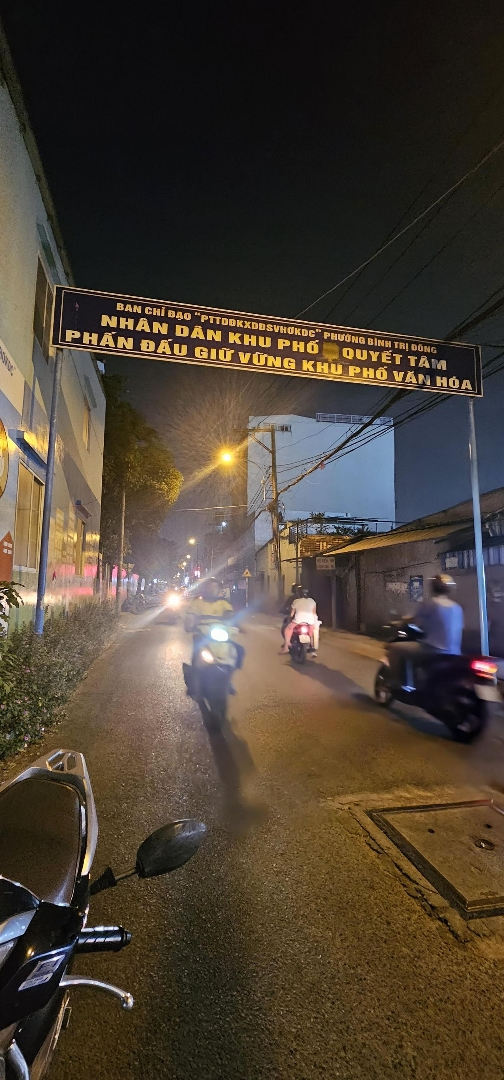 BAN CHỈ ĐẠO "PTTDĐKXDĐSVHƠKDC" PHƯỜNG BÌNH TRỊ ĐÔNG
NHÂN DÂN KHU PHỐ QUYẾT TÂM
PHẤN ĐẤU GIỮ VỮNG KHU PHỐ VĂN HÓA